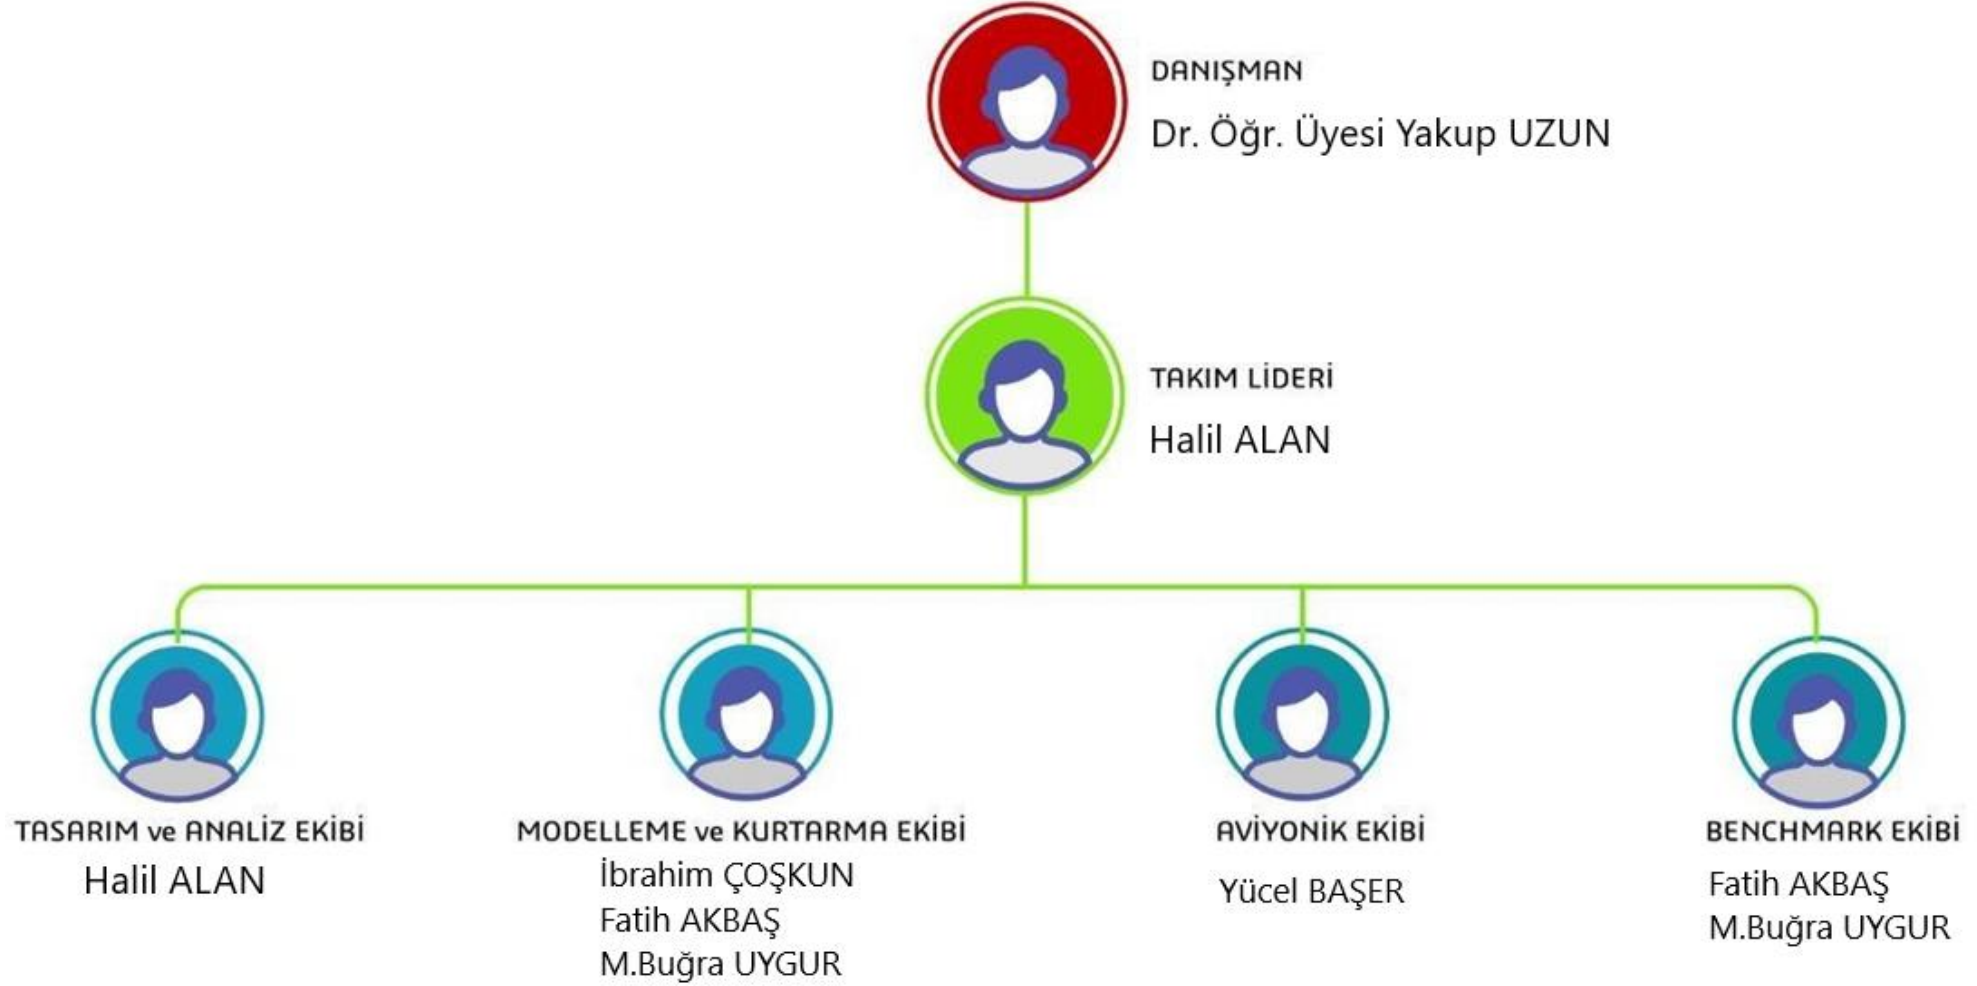 DANIŞMAN
Dr. Öğr. Üyesi Yakup UZUN
TAKIM LİDERİ
Halil ALAN
TASARIM ve ANALİZ EKİBİ
Halil ALAN
MODELLEME ve KURTARMA EKİBİ
İbrahim ÇOŞKUN
Fatih AKBAŞ
M.Buğra UYGUR
AVİYONİK EKİBİ
Yücel BAŞER
BENCHMARK EKİBİ
Fatih AKBAŞ
M.Buğra UYGUR